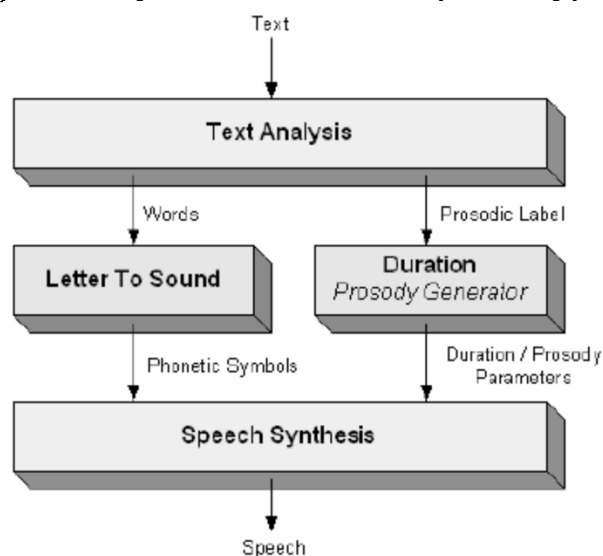 Text
Text Analysis
Words
Prosodic Label
Letter To Sound
Duration
Prosody Generator
Phonetic Symbols
Duration / Prosody
Parameters
Speech Synthesis
Speech